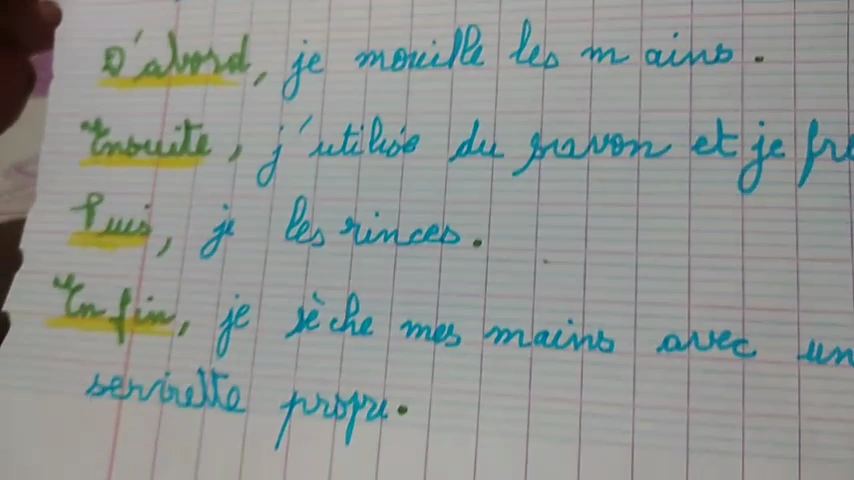 D'abord, je mouille les mains.
Ensuite, j'utilise du savon et je fr
Puis, je les rinces.
Enfin, je sèche mes mains avec un
serviette propre.